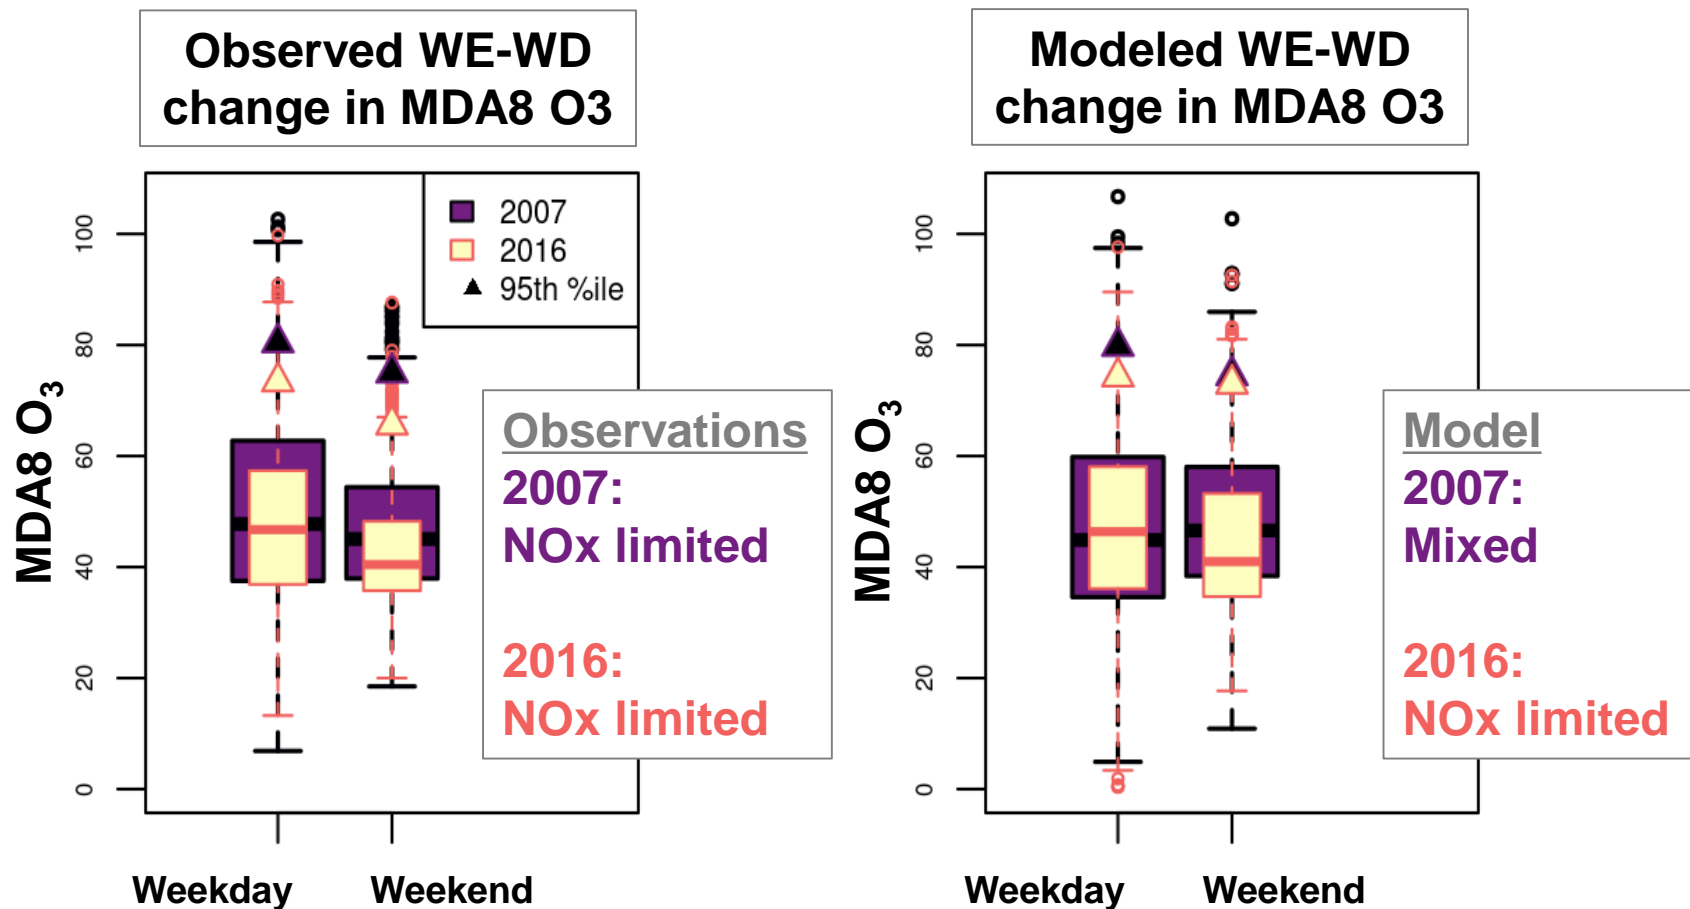 Observed WE-WD
change in MDA8 O3
Modeled WE-WD
change in MDA8 O3
2007
2016
95th %ile
MDA8 O₃
100
80
60
40
20
0
Weekday
Weekend
Observations
2007:
NOx limited
2016:
NOx limited
MDA8 O₃
100
80
60
40
20
0
Weekday
Weekend
Model
2007:
Mixed
2016:
NOx limited